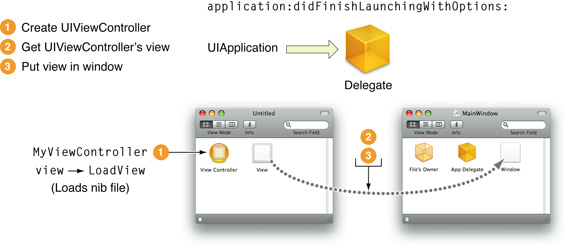 application:didFinishLaunchingWithOptions:
1 Create UIViewController
2 Get UIViewController's view
3 Put view in window
UIApplication
Delegate
Untitled
View Mode
Info
Search Field
MainWindow
View Mode
Info
Search Field
MyViewController
1
view
LoadView
(Loads nib file)
View Controller
View
2
3
File's Owner
App Delegate
Window